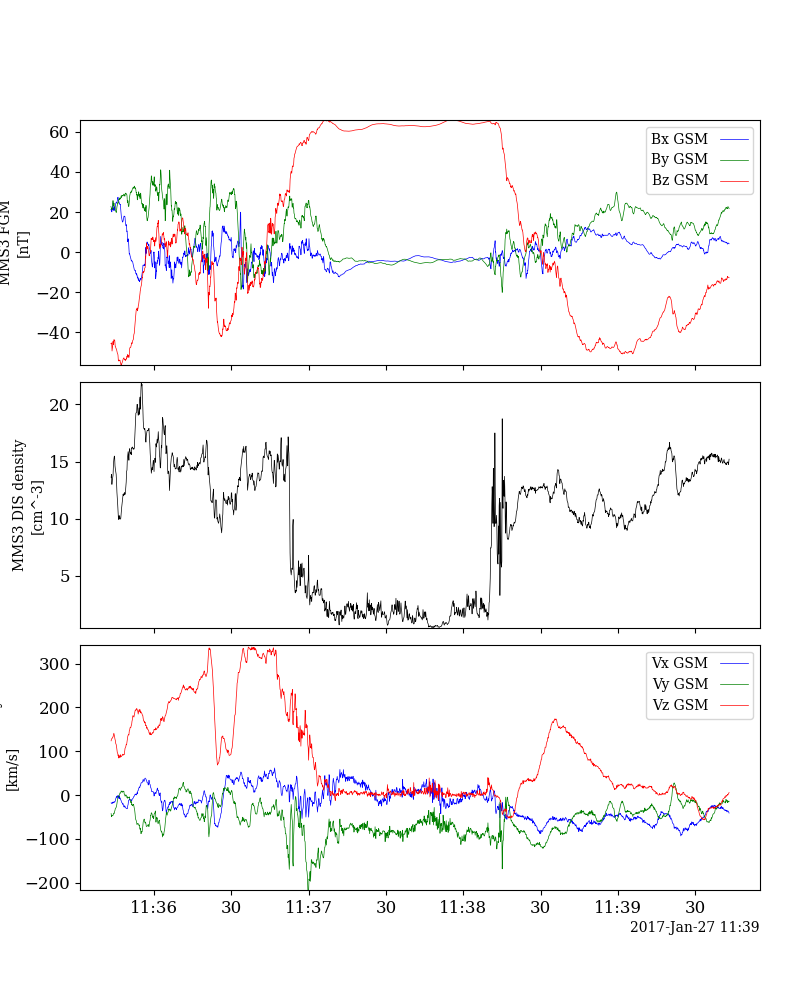 60
40
20
0
−20
−40
MMS3 FGM
[nT]
Bx GSM
By GSM
Bz GSM
20
15
10
5
MMS3 DIS density
[cm^-3]
300
200
100
0
−100
−200
[km/s]
Vx GSM
Vy GSM
Vz GSM
11:36 30 11:37 30 11:38 30 11:39 30
2017-Jan-27 11:39